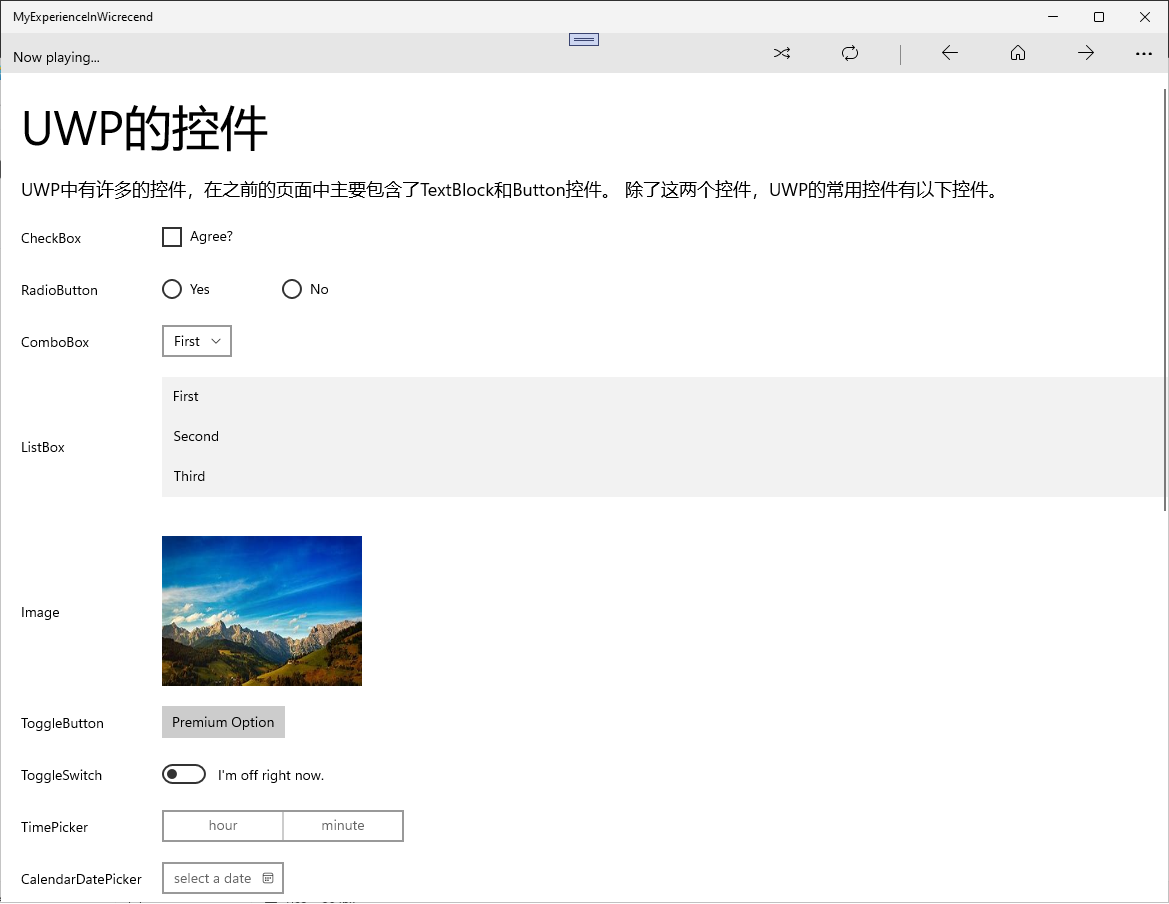 MyExperienceInWicrecend
Now playing...
UWP的控件
UWP中有许多的控件，在之前的页面中主要包含了TextBlock和Button控件。 除了这两个控件，UWP的常用控件有以下控件。
CheckBox Agree?
RadioButton Yes No
ComboBox First
First
Second
ListBox
Third
Image
ToggleButton Premium Option
ToggleSwitch I'm off right now.
TimePicker hour minute
CalendarDatePicker select a date